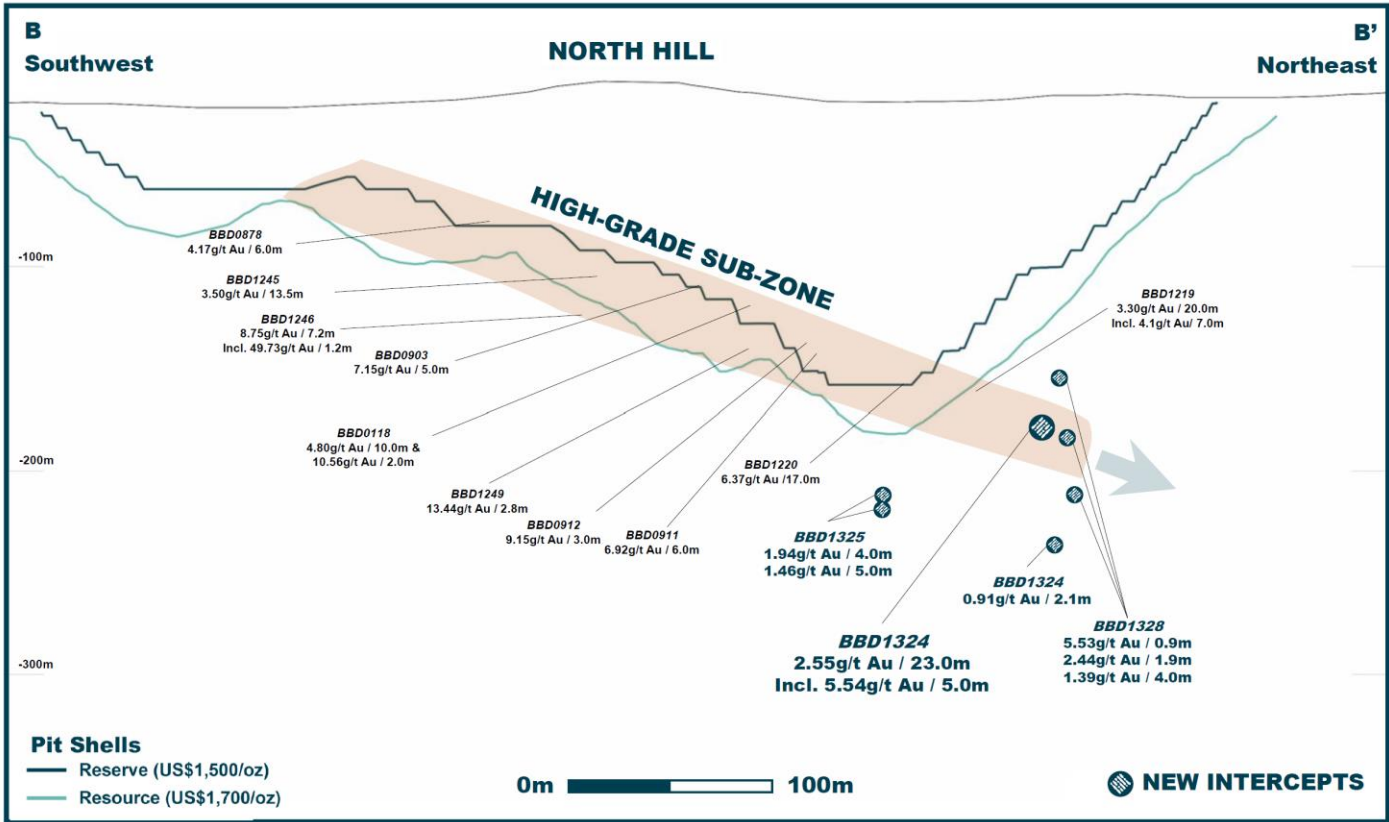 B
Southwest
NORTH HILL
B'
Northeast
HIGH-GRADE SUB-ZONE
-100m
-200m
-300m
BBD0878
4.17g/t Au / 6.0m
BBD1245
3.50g/t Au / 13.5m
BBD1246
8.75g/t Au / 7.2m
Incl. 49.73g/t Au / 1.2m
BBD0903
7.15g/t Au / 5.0m
BBD0118
4.80g/t Au / 10.0m &
10.56g/t Au / 2.0m
BBD1249
13.44g/t Au / 2.8m
BBD0912
9.15g/t Au / 3.0m
BBD0911
6.92g/t Au / 6.0m
BBD1220
6.37g/t Au /17.0m
BBD1219
3.30g/t Au / 20.0m
Incl. 4.1g/t Au/ 7.0m
BBD1325
1.94g/t Au / 4.0m
1.46g/t Au / 5.0m
BBD1324
0.91g/t Au / 2.1m
BBD1324
2.55g/t Au / 23.0m
Incl. 5.54g/t Au / 5.0m
BBD1328
5.53g/t Au / 0.9m
2.44g/t Au / 1.9m
1.39g/t Au / 4.0m
Pit Shells
Reserve (US$1,500/oz)
Resource (US$1,700/oz)
0m
100m
NEW INTERCEPTS